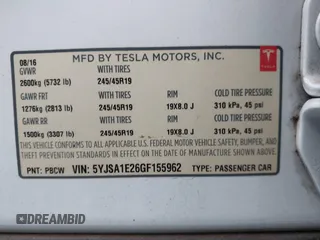 MFD BY TESLA MOTORS, INC.
08/16
GVWR WITH TIRES
2600kg (5732 lb) 245/45R19
GAWR FRT WITH TIRES RIM COLD TIRE PRESSURE
1276kg (2813 lb) 245/45R19 19X8.0 J 310 kPa, 45 psi
GAWR RR WITH TIRES RIM COLD TIRE PRESSURE
1500kg (3307 lb) 245/45R19 19X8.0 J 310 kPa, 45 psi
THIS VEHICLE CONFORMS TO ALL APPLICABLE U.S. FEDERAL MOTOR VEHICLE SAFETY, BUMPER, AND
THEFT PREVENTION STANDARDS IN EFFECT ON THE DATE OF MANUFACTURE SHOWN ABOVE.
PNT: PBCW VIN: 5YJSA1E26GF155962 TYPE: PASSENGER CAR
TESLA
DREAMBID
Autohelperbot.com